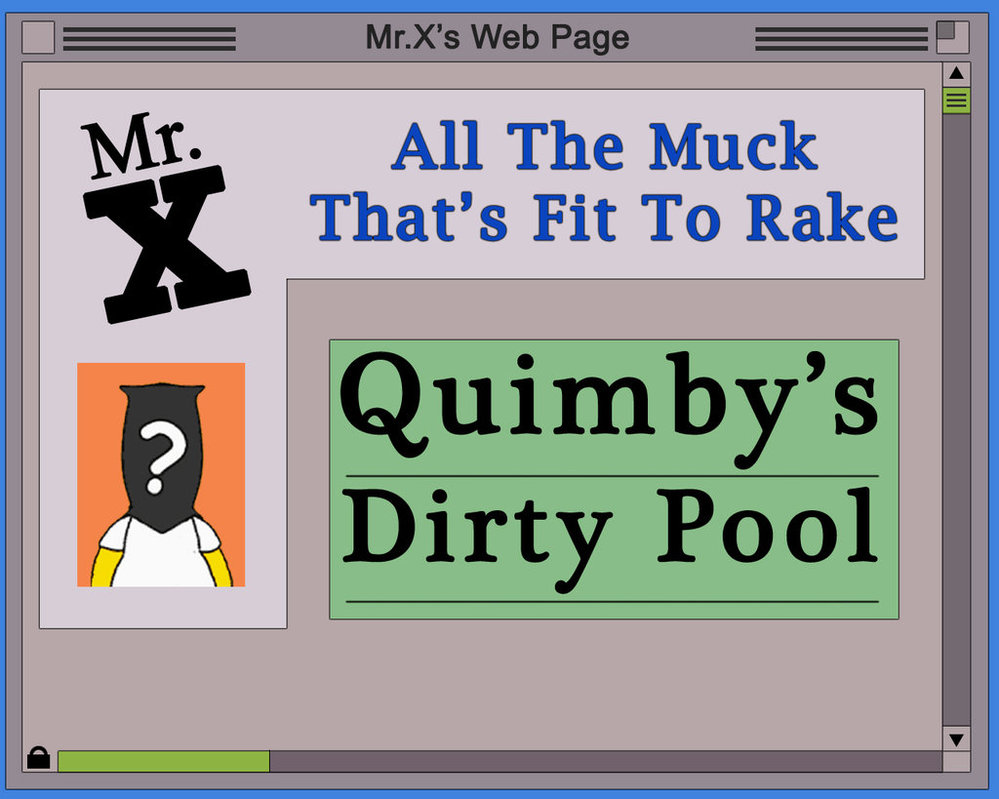 Mr.X's Web Page
Mr.
X
All The Muck
That's Fit To Rake
?
Quimby's
Dirty Pool